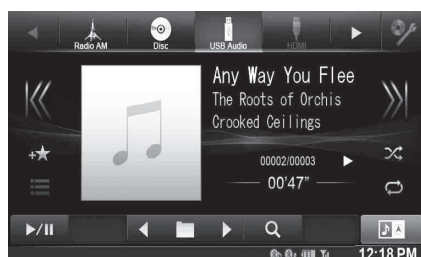 Radio AM
Disc
USB Audio
HDMI
Any Way You Flee
The Roots of Orchis
Crooked Ceilings
00002/00003
00'47"
12:18 PM